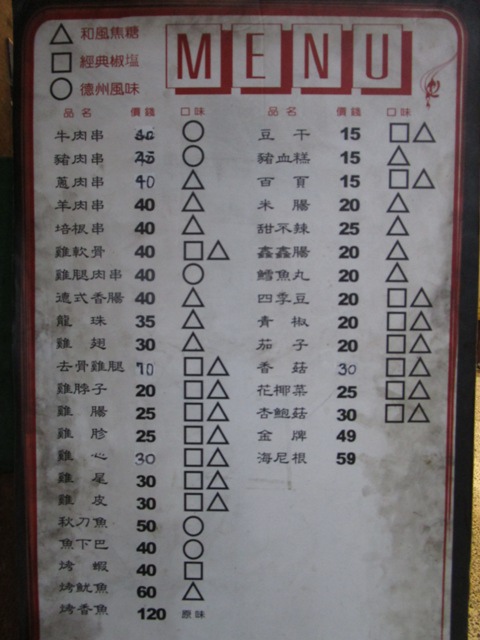 △ 和風焦糖
□ 經典椒塩
○ 德州風味
MENU
品名 價錢 口味
牛肉串 ○
豬肉串 ○
蔥肉串 40 △
羊肉串 40 △
培根串 40 △
雞軟骨 40 □△
雞腿肉串 40 ○
德式香腸 40 △
龍珠 35 △
雞翅 30 △
去骨雞腿 70 □△
雞脖子 20 □△
雞腸 25 □△
雞胗 25 □△
雞心 30 □△
雞屁 30 □△
雞皮 30 □△
秋刀魚 50 ○
魚下巴 40 ○
烤蝦 40 □
烤魷魚 60 △
烤香魚 120 原味
品名 價錢 口味
豆干 15 □△
豬血糕 15 △
百頁 15 □△
米腸 20 △
甜不辣 25 △
鑫鑫腸 20 △
鱈魚丸 20 △
四季豆 20 □△
青椒 20 □△
茄子 20 □△
香菇 30 □△
花椰菜 25 □△
杏鮑菇 30 □△
金牌 49
海尼根 59